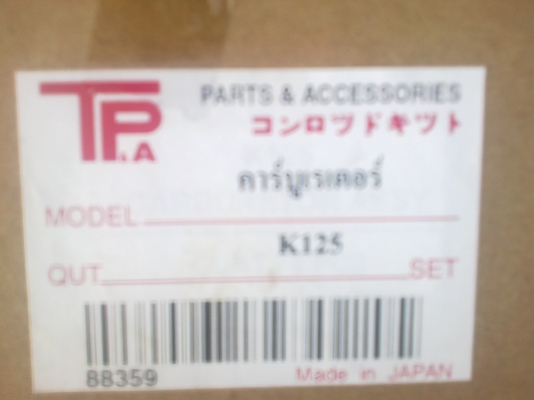 TP.A
PARTS & ACCESSORIES
コンロツドキツト
คาร์บูเรเตอร์
MODEL
K125
QUT. SET
88359 Made in JAPAN